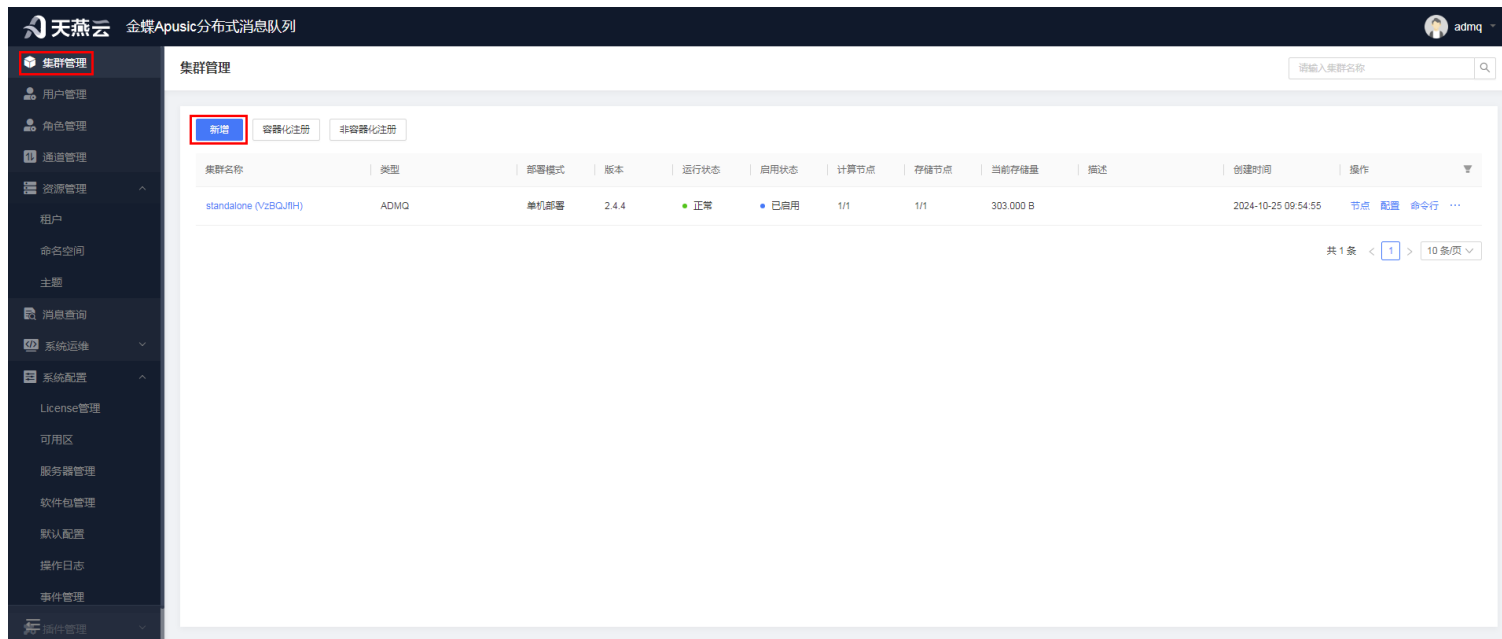 天燕云 金蝶Apusic分布式消息队列
admq
集群管理
用户管理
角色管理
通道管理
资源管理
租户
命名空间
主题
消息查询
系统运维
系统配置
License管理
可用区
服务器管理
软件包管理
默认配置
操作日志
事件管理
插件管理
集群管理
请输入集群名称
新增 容器化注册 非容器化注册
集群名称 类型 部署模式 版本 运行状态 启用状态 计算节点 存储节点 当前存储量 描述 创建时间 操作
standalone (VzBQJflH) ADMQ 单机部署 2.4.4 正常 已启用 1/1 1/1 303.000 B 2024-10-25 09:54:55 节点 配置 命令行 ···
共 1 条 < 1 > 10 条/页